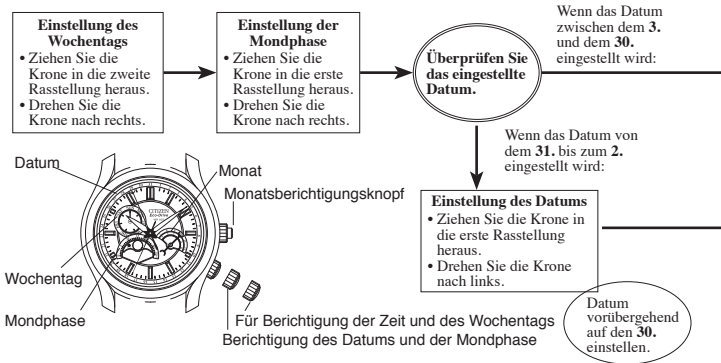 Einstellung des
Wochentags
• Ziehen Sie die
Krone in die zweite
Rasstellung heraus.
• Drehen Sie die
Krone nach rechts.
Einstellung der
Mondphase
• Ziehen Sie die
Krone in die erste
Rasstellung heraus.
• Drehen Sie die
Krone nach rechts.
Überprüfen Sie
das eingestellte
Datum.
Wenn das Datum
zwischen dem 3.
und dem 30.
eingestellt wird:
Wenn das Datum von
dem 31. bis zum 2.
eingestellt wird:
Einstellung des Datums
• Ziehen Sie die Krone in
die erste Rasstellung
heraus.
• Drehen Sie die Krone
nach links.
Datum
vorübergehend
auf den 30.
einstellen.
Datum
Monat
Monatsberichtigungsknopf
CITIZEN
Eco-Drive
Wochentag
Mondphase
Für Berichtigung der Zeit und des Wochentags
Berichtigung des Datums und der Mondphase